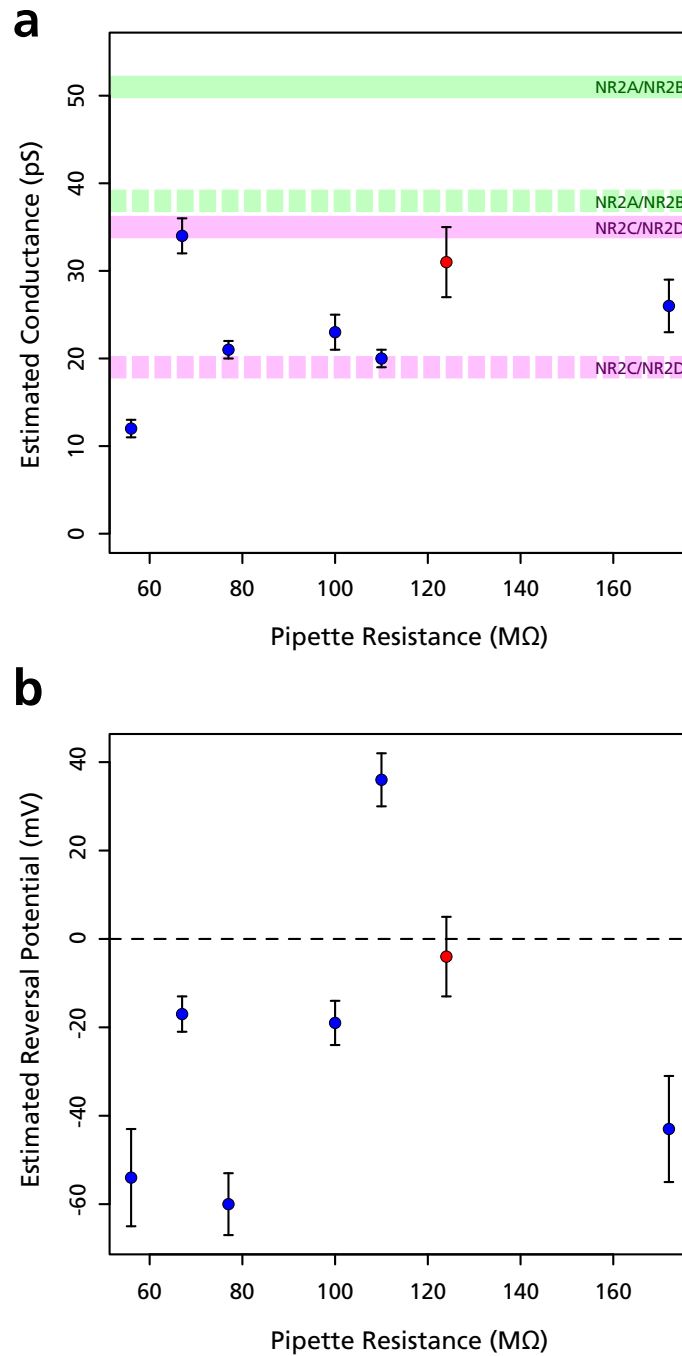 a
Estimated Conductance (pS)
50
40
30
20
10
0
NR2A/NR2B
NR2A/NR2B
NR2C/NR2D
NR2C/NR2D
60 80 100 120 140 160
Pipette Resistance (MΩ)
b
Estimated Reversal Potential (mV)
40
20
0
-20
-40
-60
60 80 100 120 140 160
Pipette Resistance (MΩ)